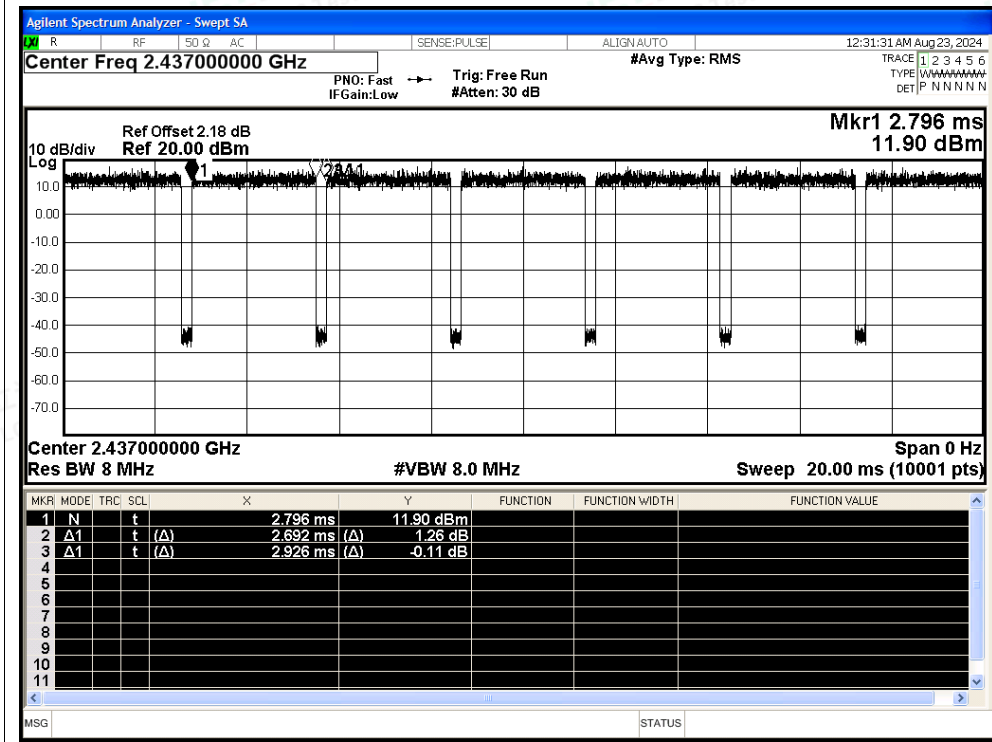 Agilent Spectrum Analyzer - Swept SA
LXI R RF 50 Ω AC SENSE:PULSE ALIGN AUTO 12:31:31 AM Aug 23, 2024
Center Freq 2.437000000 GHz #Avg Type: RMS TRACE 1 2 3 4 5 6
PNO: Fast Trig: Free Run TYPE WWWWWW
IFGain:Low #Atten: 30 dB DET P N N N N N
Mkr1 2.796 ms
Ref Offset 2.18 dB
10 dB/div Ref 20.00 dBm 11.90 dBm
Log
1 2Δ1 3Δ1
10.0
0.00
-10.0
-20.0
-30.0
-40.0
-50.0
-60.0
-70.0
Center 2.437000000 GHz Span 0 Hz
Res BW 8 MHz #VBW 8.0 MHz Sweep 20.00 ms (10001 pts)
MKR MODE TRC SCL X Y FUNCTION FUNCTION WIDTH FUNCTION VALUE
1 N t 2.796 ms 11.90 dBm
2 Δ1 t (Δ) 2.692 ms (Δ) 1.26 dB
3 Δ1 t (Δ) 2.926 ms (Δ) -0.11 dB
4
5
6
7
8
9
10
11
MSG STATUS